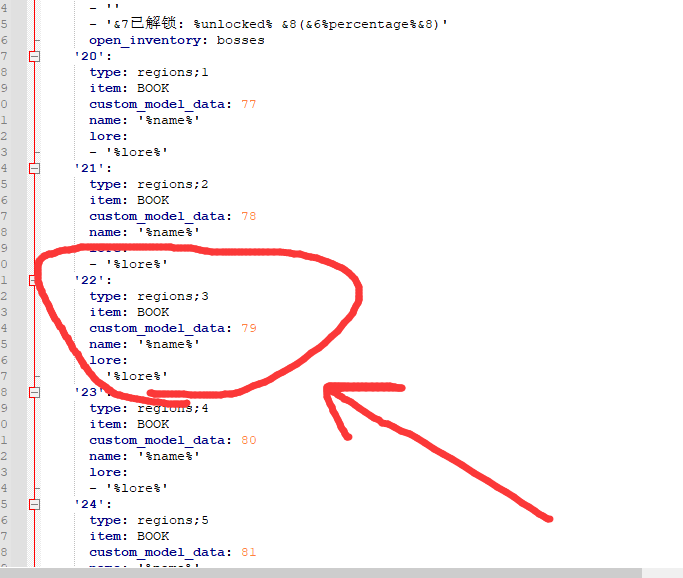 4 - ''
5 - '&7已解锁: %unlocked% &8(&6%percentage%&8)'
6 open_inventory: bosses
7 '20':
8 type: regions;1
9 item: BOOK
0 custom_model_data: 77
1 name: '%name%'
2 lore:
3 - '%lore%'
4 '21':
5 type: regions;2
6 item: BOOK
7 custom_model_data: 78
8 name: '%name%'
9 lore:
0 - '%lore%'
1 '22':
2 type: regions;3
3 item: BOOK
4 custom_model_data: 79
5 name: '%name%'
6 lore:
7 '%lore%'
8 '23':
9 type: regions;4
0 item: BOOK
1 custom_model_data: 80
2 name: '%name%'
3 lore:
4 - '%lore%'
5 '24':
6 type: regions;5
7 item: BOOK
8 custom_model_data: 81